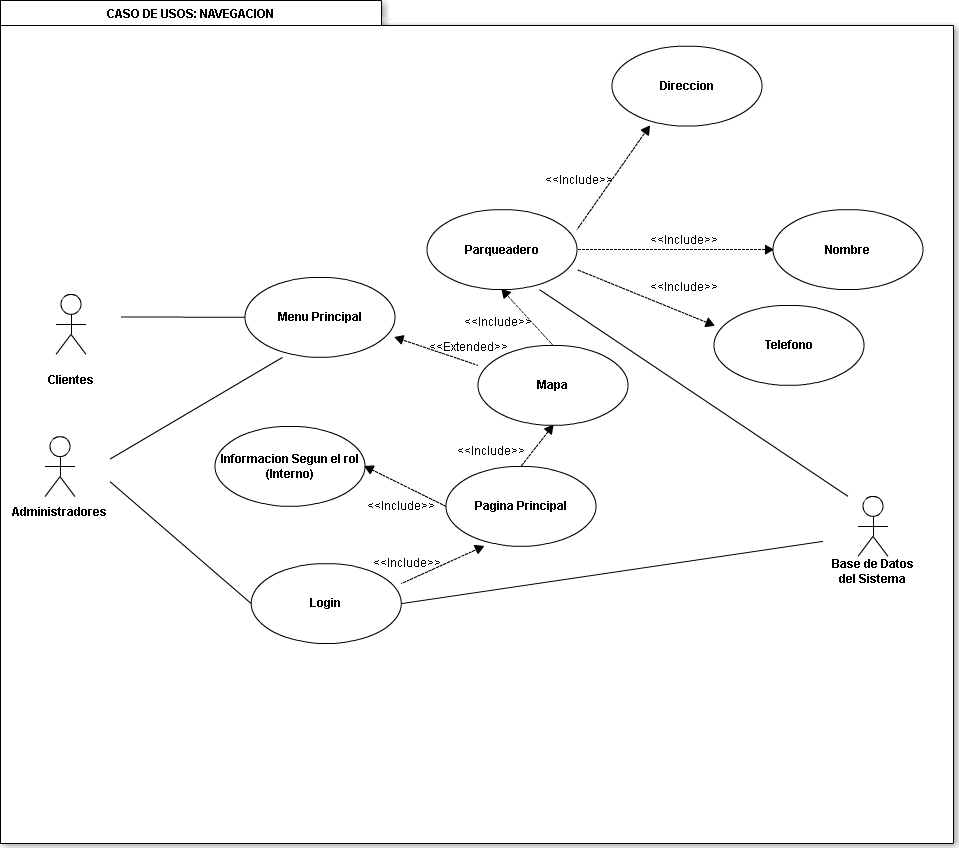 CASO DE USOS: NAVEGACION
Direccion
<<Include>>
Parqueadero
<<Include>>
Nombre
<<Include>>
Menu Principal
<<Include>>
Telefono
<<Extended>>
Clientes
Mapa
Informacion Segun el rol
(Interno)
<<Include>>
<<Include>>
Pagina Principal
Administradores
<<Include>>
Base de Datos
del Sistema
Login